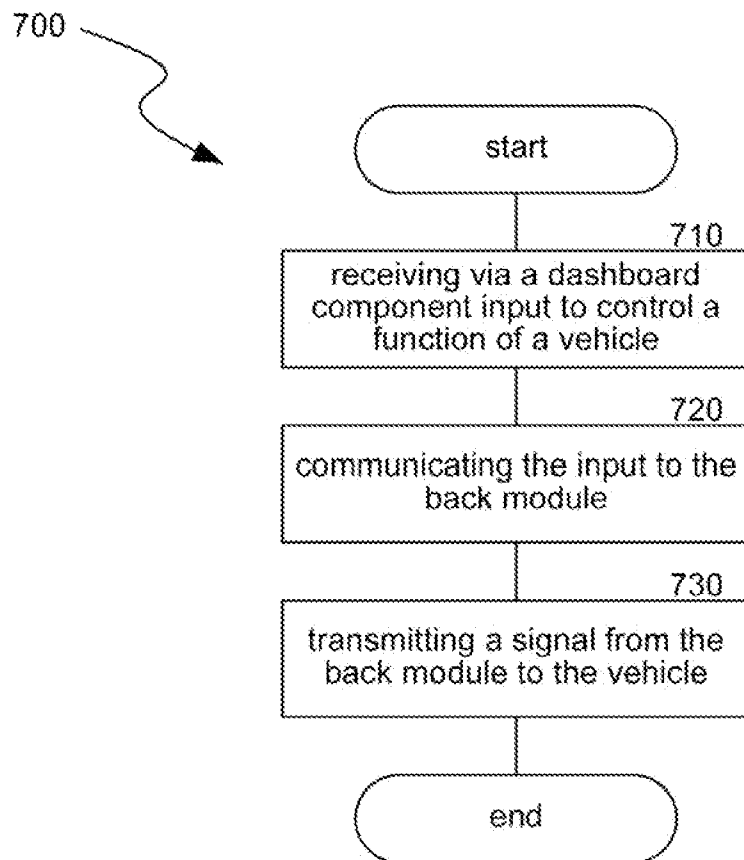 700
start
710
receiving via a dashboard
component input to control a
function of a vehicle
720
communicating the input to the
back module
730
transmitting a signal from the
back module to the vehicle
end